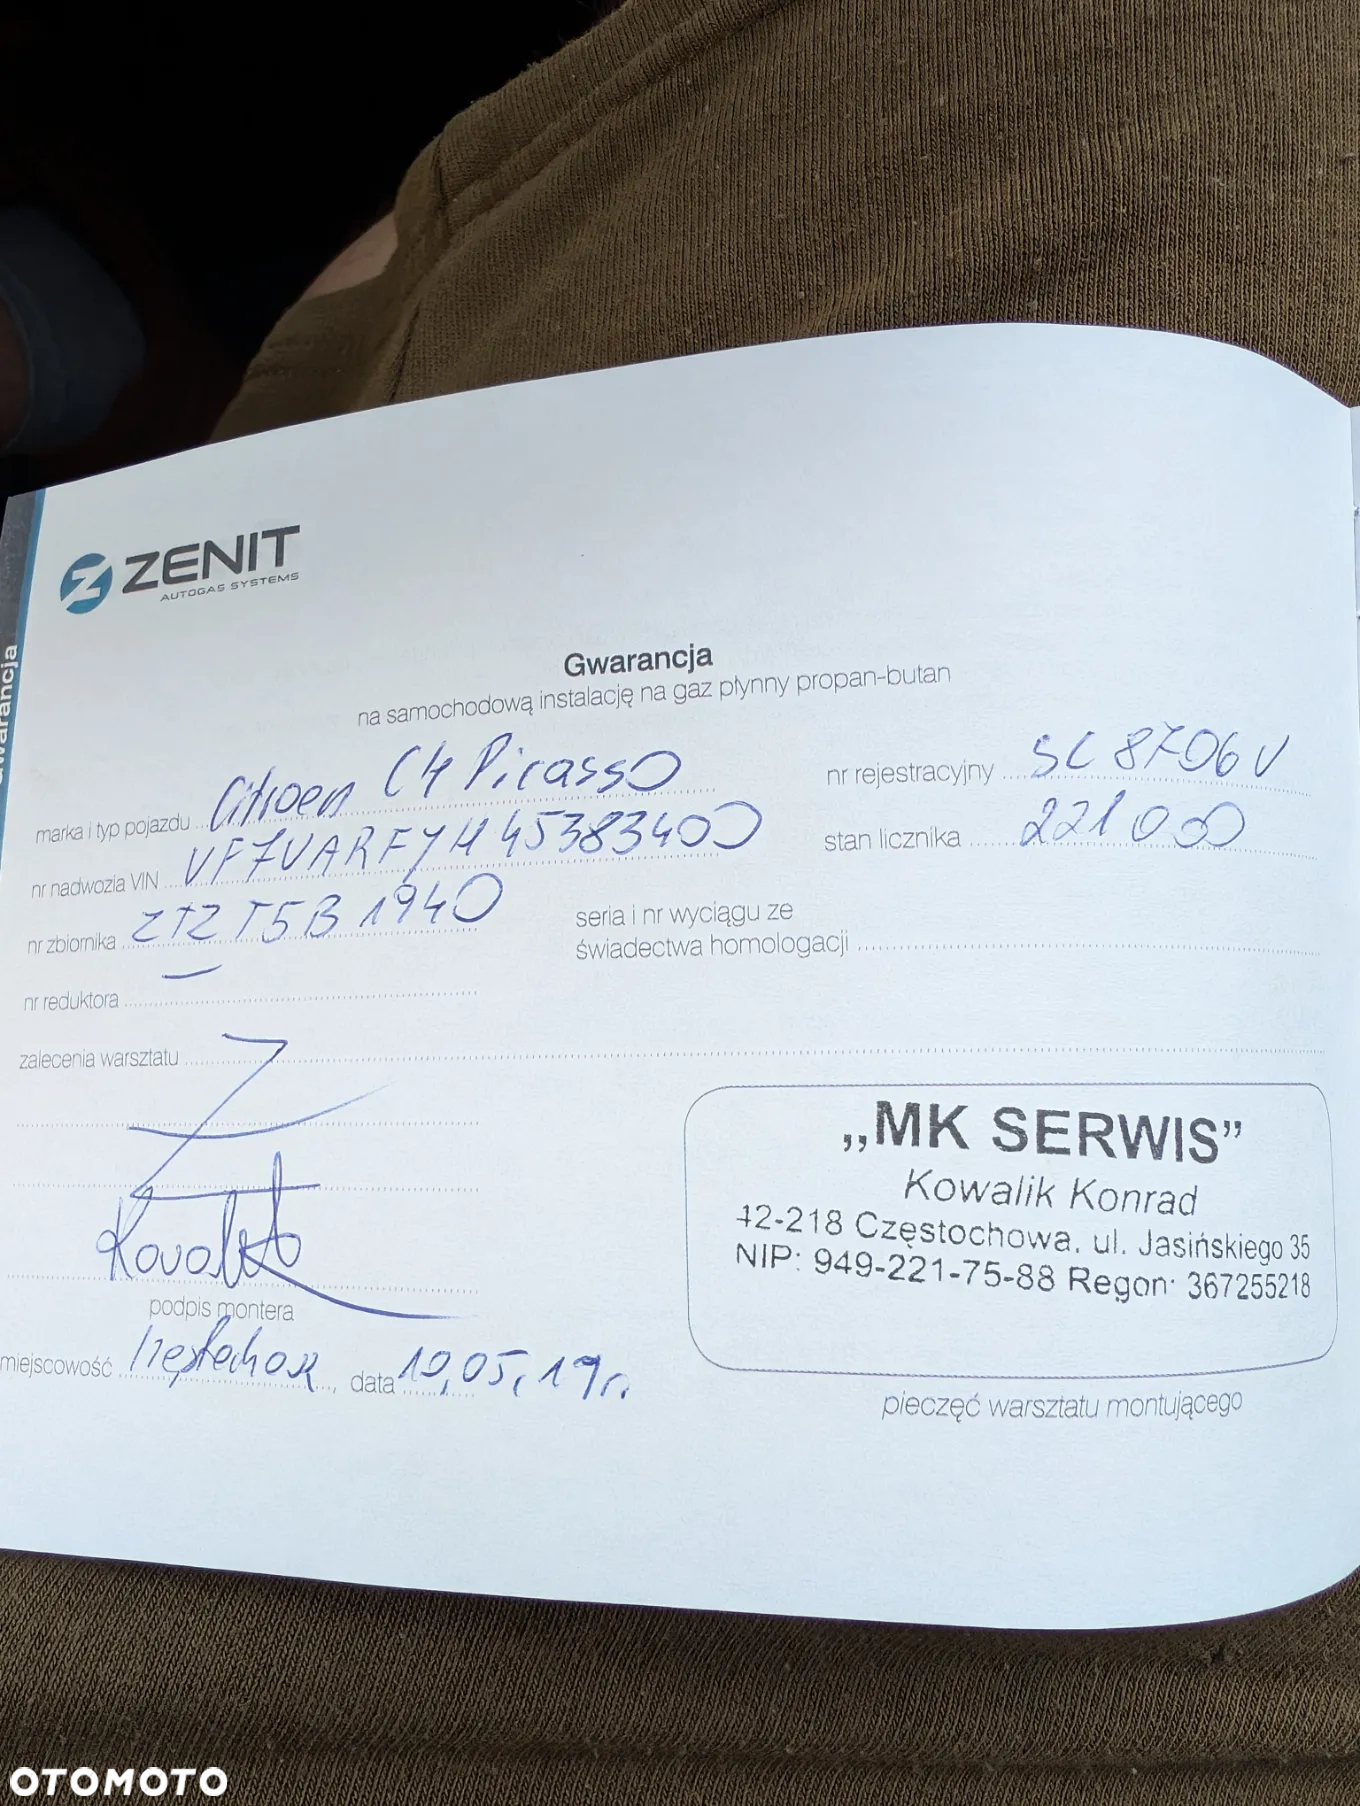 ZENIT
AUTOGAS SYSTEMS
Gwarancja
Gwarancja
na samochodową instalację na gaz płynny propan-butan
marka i typ pojazdu Citroen C4 Picasso
nr rejestracyjny SC 8706V
nr nadwozia VIN VF7UARFYH45383400
stan licznika 221000
nr zbiornika ZTZ T5B 1940
seria i nr wyciągu ze
świadectwa homologacji
nr reduktora
zalecenia warsztatu
„MK SERWIS”
Kowalik Konrad
42-218 Częstochowa, ul. Jasińskiego 35
NIP: 949-221-75-88 Regon: 367255218
podpis montera
miejscowość, data 10.05.19r.
pieczęć warsztatu montującego
OTOMOTO